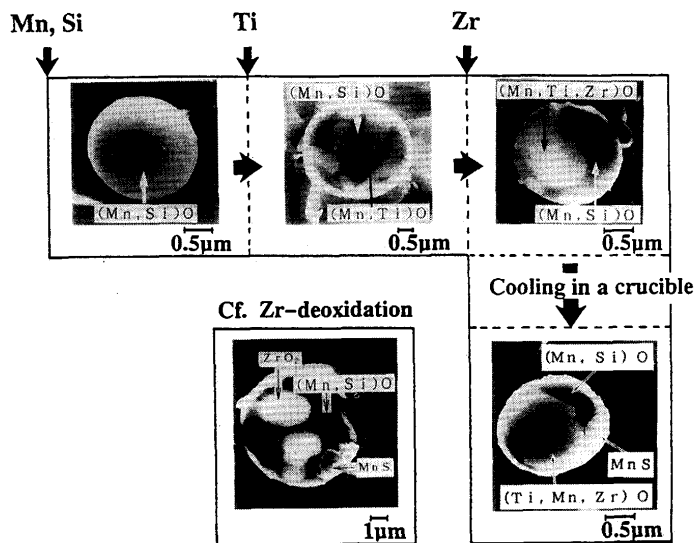 Mn, Si
Ti
Zr
(Mn,Si)O
(Mn,Ti,Zr)O
(Mn,Si)O
(Mn,Ti)O
(Mn,Si)O
0.5μm
0.5μm
0.5μm
Cooling in a crucible
Cf. Zr-deoxidation
ZrO₂
(Mn,Si)O
MnS
1μm
(Mn,Si) O
MnS
(Ti,Mn,Zr) O
0.5μm